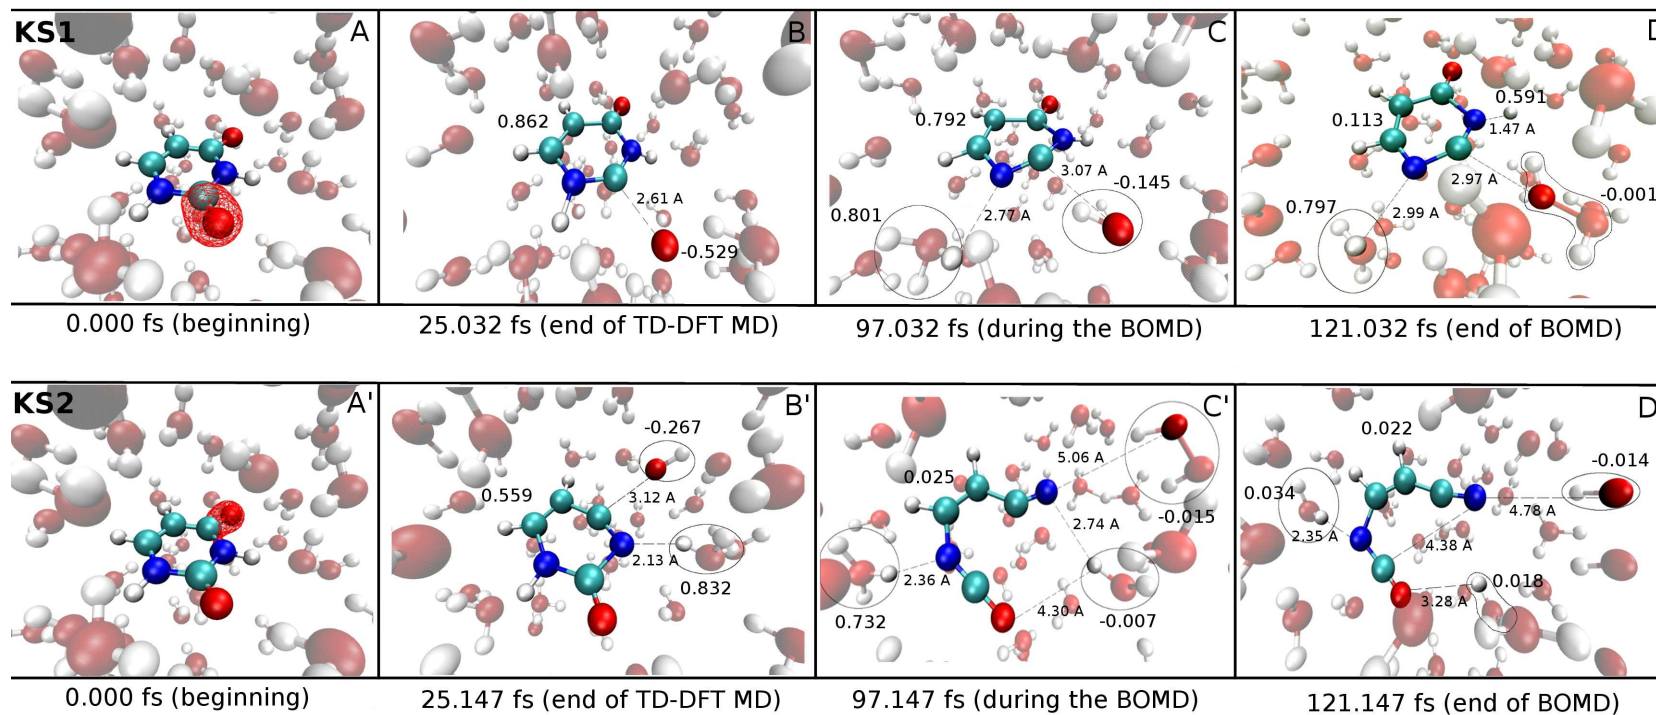 KS1
A
B
0.862
2.61 A
-0.529
C
0.792
3.07 A
-0.145
0.801
2.77 A
D
0.591
0.113
1.47 A
2.97 A
-0.001
0.797
2.99 A
0.000 fs (beginning)
25.032 fs (end of TD-DFT MD)
97.032 fs (during the BOMD)
121.032 fs (end of BOMD)
KS2
A'
B'
-0.267
0.559
3.12 A
2.13 A
0.832
C'
5.06 A
0.025
-0.015
2.74 A
2.36 A
0.732
4.30 A
-0.007
D
0.022
-0.014
0.034
4.78 A
2.35 A
4.38 A
0.018
3.28 A
0.000 fs (beginning)
25.147 fs (end of TD-DFT MD)
97.147 fs (during the BOMD)
121.147 fs (end of BOMD)